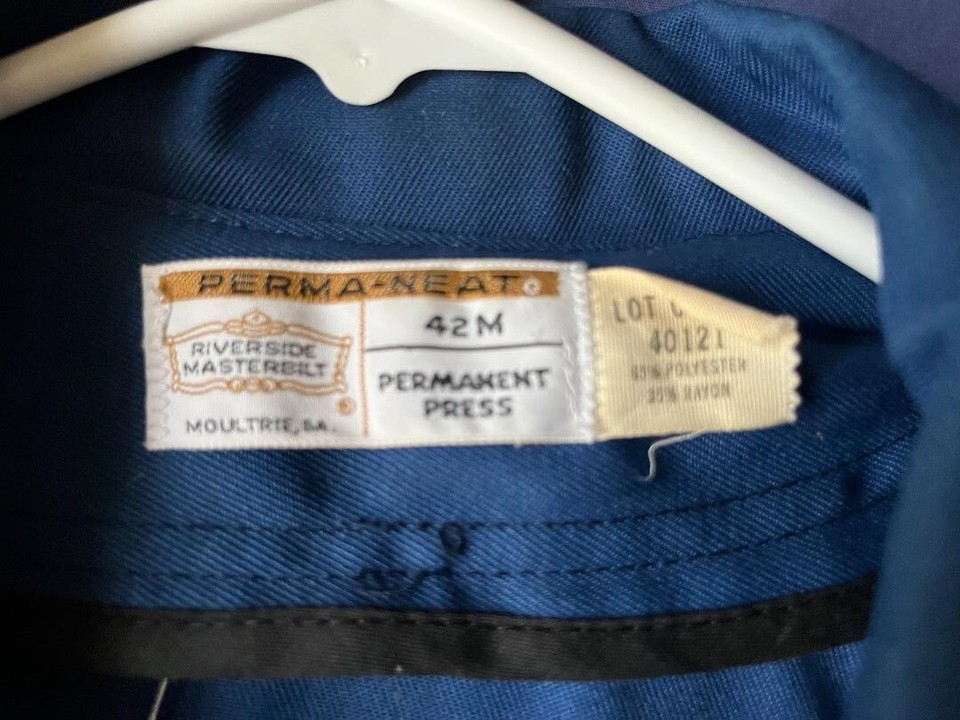 PERMA-NEAT®
RIVERSIDE
MASTERBILT
®
MOULTRIE, GA.
42M
PERMANENT
PRESS
LOT
40121
65% POLYESTER
35% RAYON